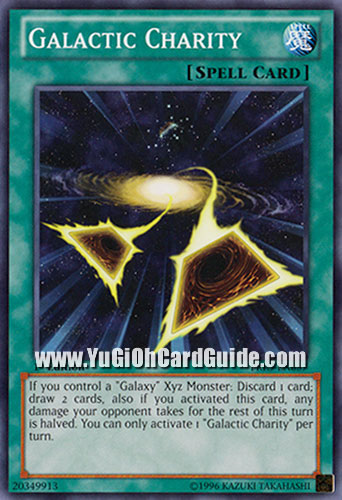 GALACTIC CHARITY
[SPELL CARD]
www.YuGiOhCardGuide.com
If you control a "Galaxy" Xyz Monster: Discard 1 card;
draw 2 cards, also if you activated this card, any
damage your opponent takes for the rest of this turn
is halved. You can only activate 1 "Galactic Charity" per
turn.
20349913
©1996 KAZUKI TAKAHASHI